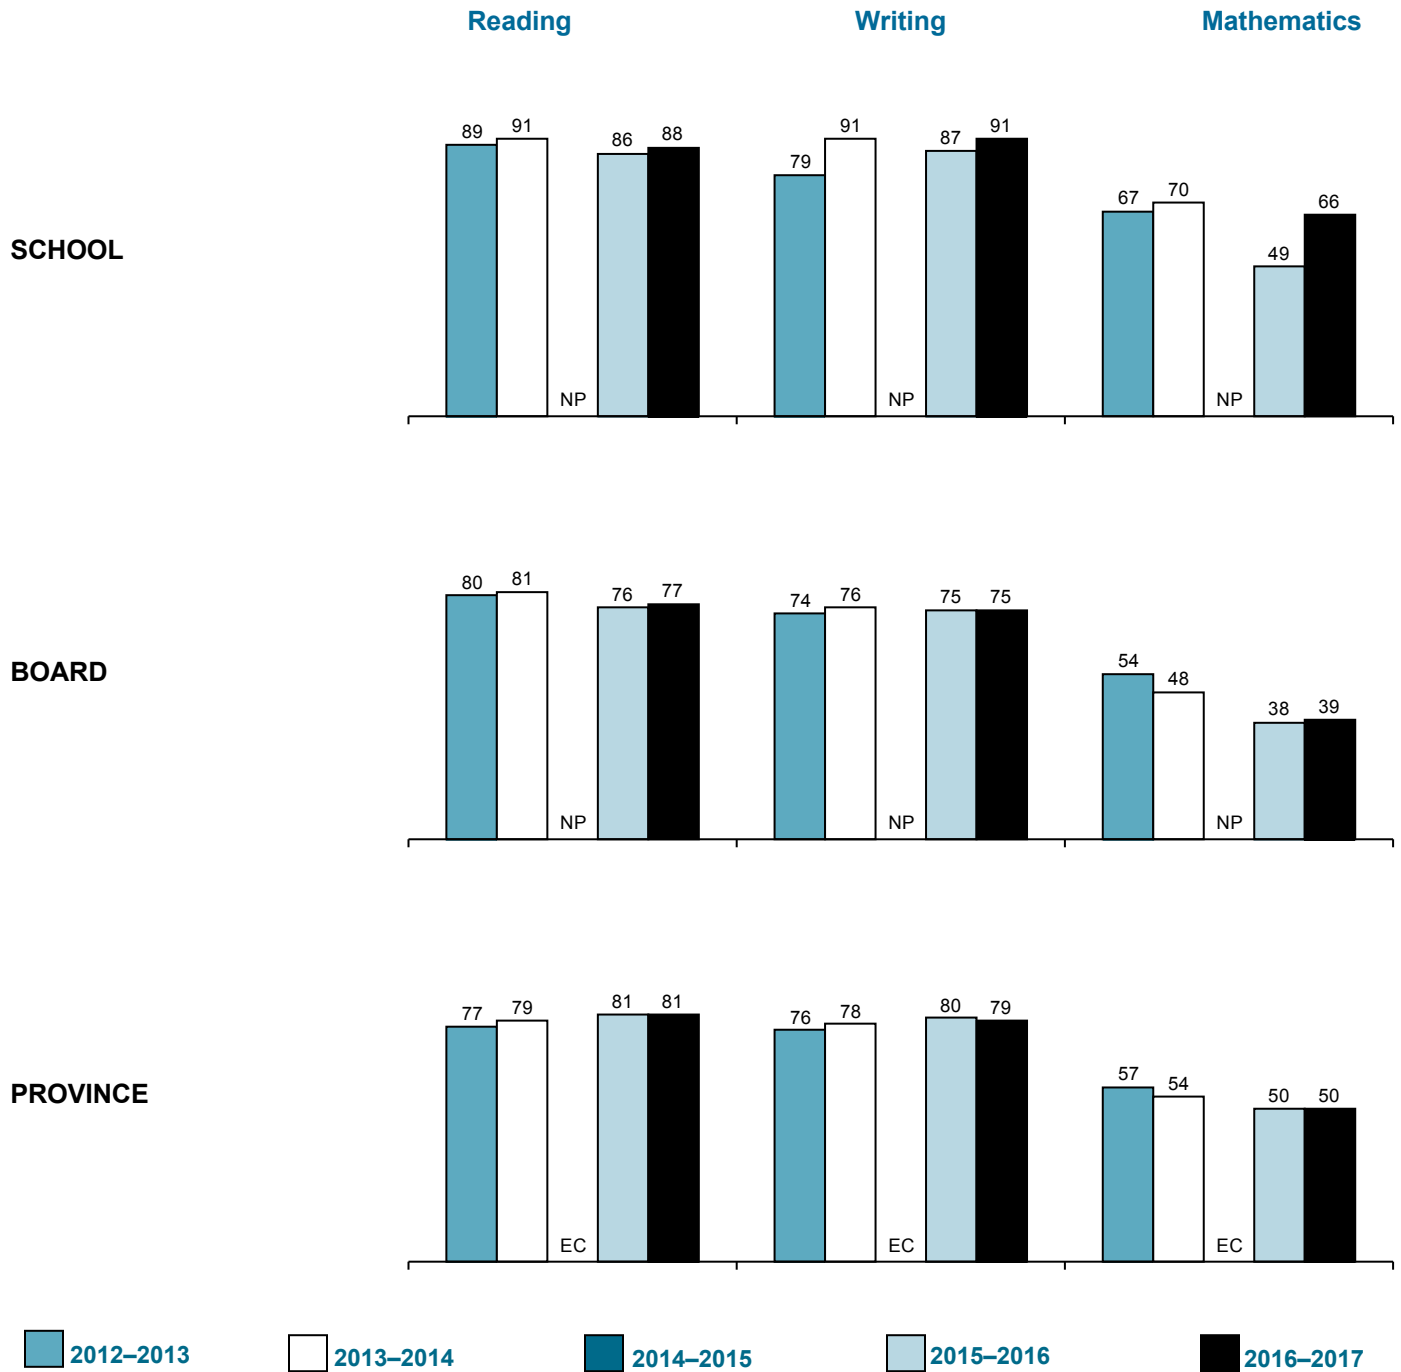 Reading Writing Mathematics
89 91 NP 86 88 79 91 NP 87 91 67 70 NP 49 66
SCHOOL
80 81 NP 76 77 74 76 NP 75 75 54 48 NP 38 39
BOARD
77 79 EC 81 81 76 78 EC 80 79 57 54 EC 50 50
PROVINCE
2012–2013 2013–2014 2014–2015 2015–2016 2016–2017